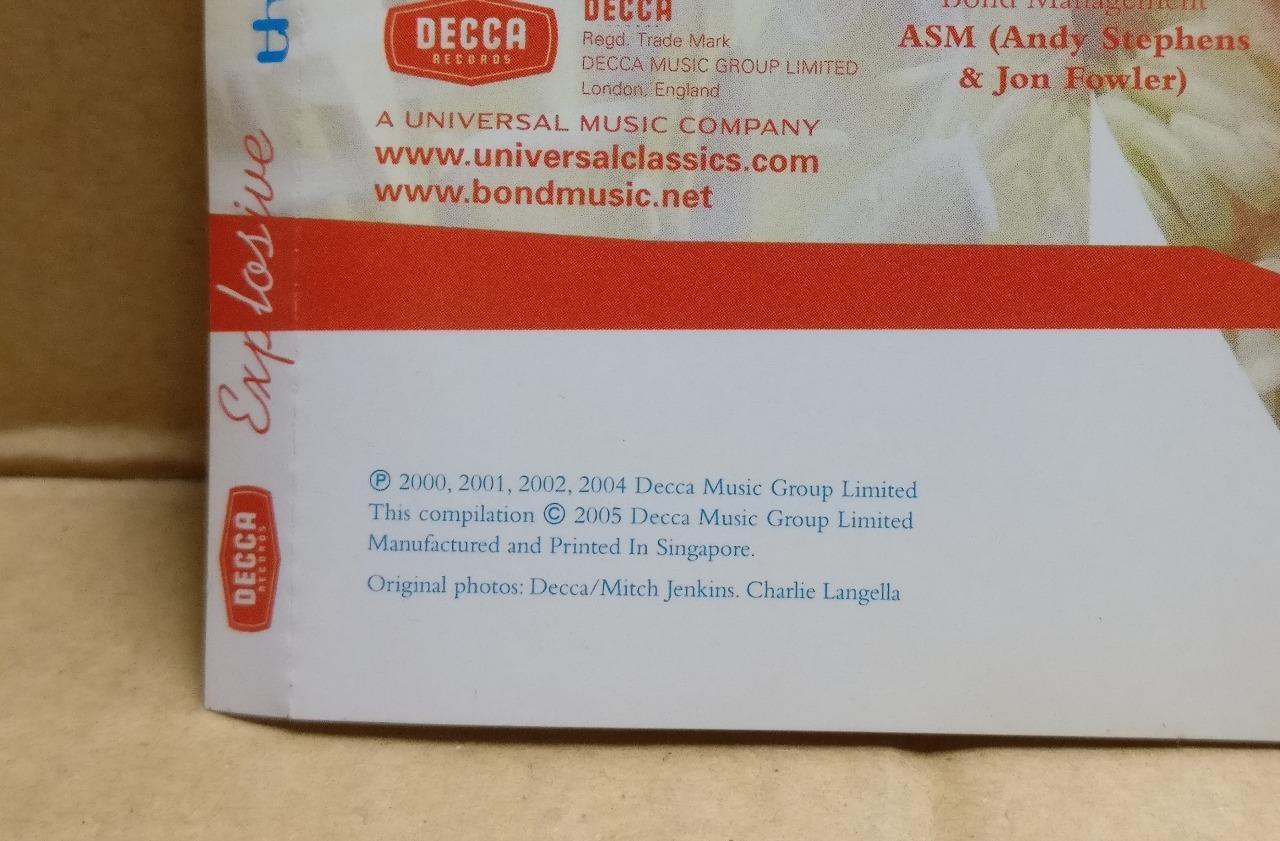 DECCA
RECORDS
DECCA
Regd. Trade Mark
DECCA MUSIC GROUP LIMITED
London, England
A UNIVERSAL MUSIC COMPANY
www.universalclassics.com
www.bondmusic.net
Bond Management
ASM (Andy Stephens
& Jon Fowler)
Explosive
DECCA
RECORDS
℗ 2000, 2001, 2002, 2004 Decca Music Group Limited
This compilation © 2005 Decca Music Group Limited
Manufactured and Printed In Singapore.
Original photos: Decca/Mitch Jenkins. Charlie Langella